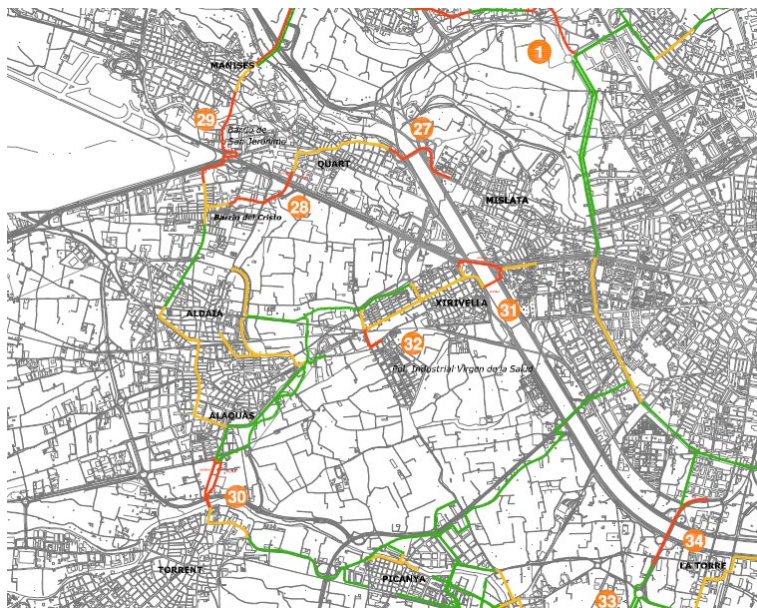 1
MANISES
29
Barrio de
San Jerónimo
27
QUART
28
MISLATA
Barrio del Cristo
XIRIVELLA
31
ALDAIA
32
Pol. Industrial Virgen de la Salud
ALAQUÀS
30
34
LA TORRE
TORRENT
PICANYA
33